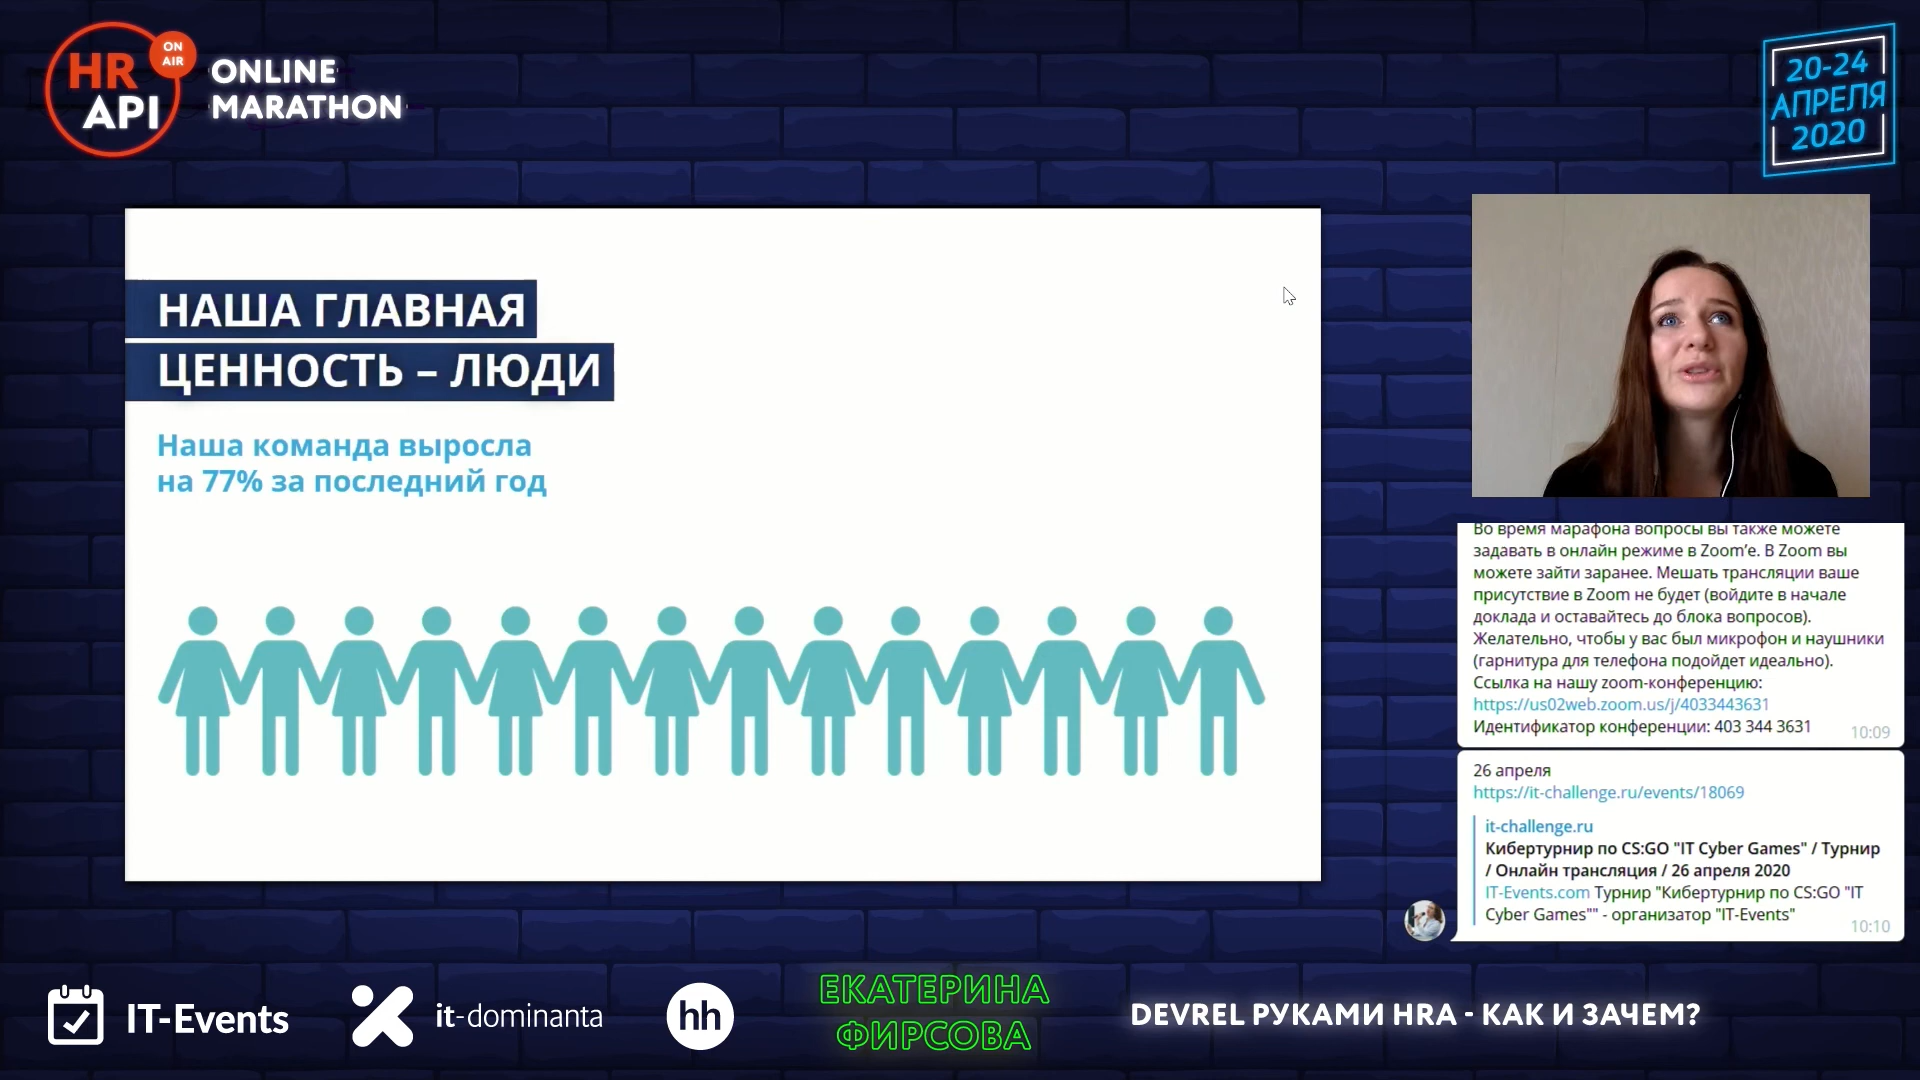 HR
API
ON
AIR
ONLINE
MARATHON
20-24
АПРЕЛЯ
2020
НАША ГЛАВНАЯ
ЦЕННОСТЬ – ЛЮДИ
Наша команда выросла
на 77% за последний год
Во время марафона вопросы вы также можете
задавать в онлайн режиме в Zoom’е. В Zoom вы
можете зайти заранее. Мешать трансляции ваше
присутствие в Zoom не будет (войдите в начале
доклада и оставайтесь до блока вопросов).
Желательно, чтобы у вас был микрофон и наушники
(гарнитура для телефона подойдет идеально).
Ссылка на нашу zoom-конференцию:
https://us02web.zoom.us/j/4033443631
Идентификатор конференции: 403 344 3631
10:09
26 апреля
https://it-challenge.ru/events/18069
it-challenge.ru
Кибертурнир по CS:GO "IT Cyber Games" / Турнир
/ Онлайн трансляция / 26 апреля 2020
IT-Events.com Турнир "Кибертурнир по CS:GO "IT
Cyber Games"" - организатор "IT-Events"
10:10
IT-Events
it-dominanta
hh
ЕКАТЕРИНА
ФИРСОВА
DEVREL РУКАМИ HRA - КАК И ЗАЧЕМ?